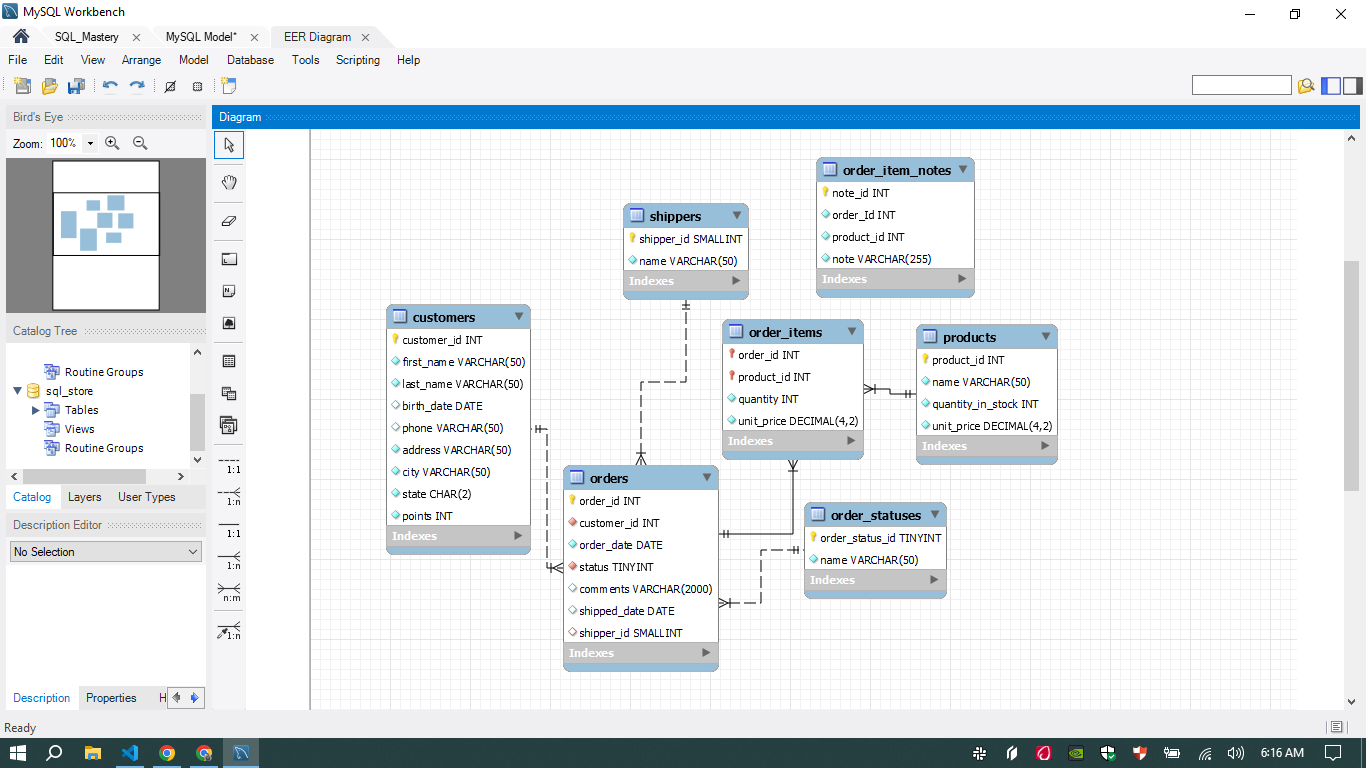 MySQL Workbench
SQL_Mastery
MySQL Model*
EER Diagram
File Edit View Arrange Model Database Tools Scripting Help
Bird's Eye
Zoom: 100%
Catalog Tree
Routine Groups
sql_store
Tables
Views
Routine Groups
Catalog Layers User Types
Description Editor
No Selection
Description Properties H
1:1
1:n
1:1
1:n
n:m
1:n
Diagram
order_item_notes
note_id INT
order_Id INT
product_id INT
note VARCHAR(255)
Indexes
shippers
shipper_id SMALLINT
name VARCHAR(50)
Indexes
customers
customer_id INT
first_name VARCHAR(50)
last_name VARCHAR(50)
birth_date DATE
phone VARCHAR(50)
address VARCHAR(50)
city VARCHAR(50)
state CHAR(2)
points INT
Indexes
order_items
order_id INT
product_id INT
quantity INT
unit_price DECIMAL(4,2)
Indexes
products
product_id INT
name VARCHAR(50)
quantity_in_stock INT
unit_price DECIMAL(4,2)
Indexes
orders
order_id INT
customer_id INT
order_date DATE
status TINYINT
comments VARCHAR(2000)
shipped_date DATE
shipper_id SMALLINT
Indexes
order_statuses
order_status_id TINYINT
name VARCHAR(50)
Indexes
Ready
6:16 AM